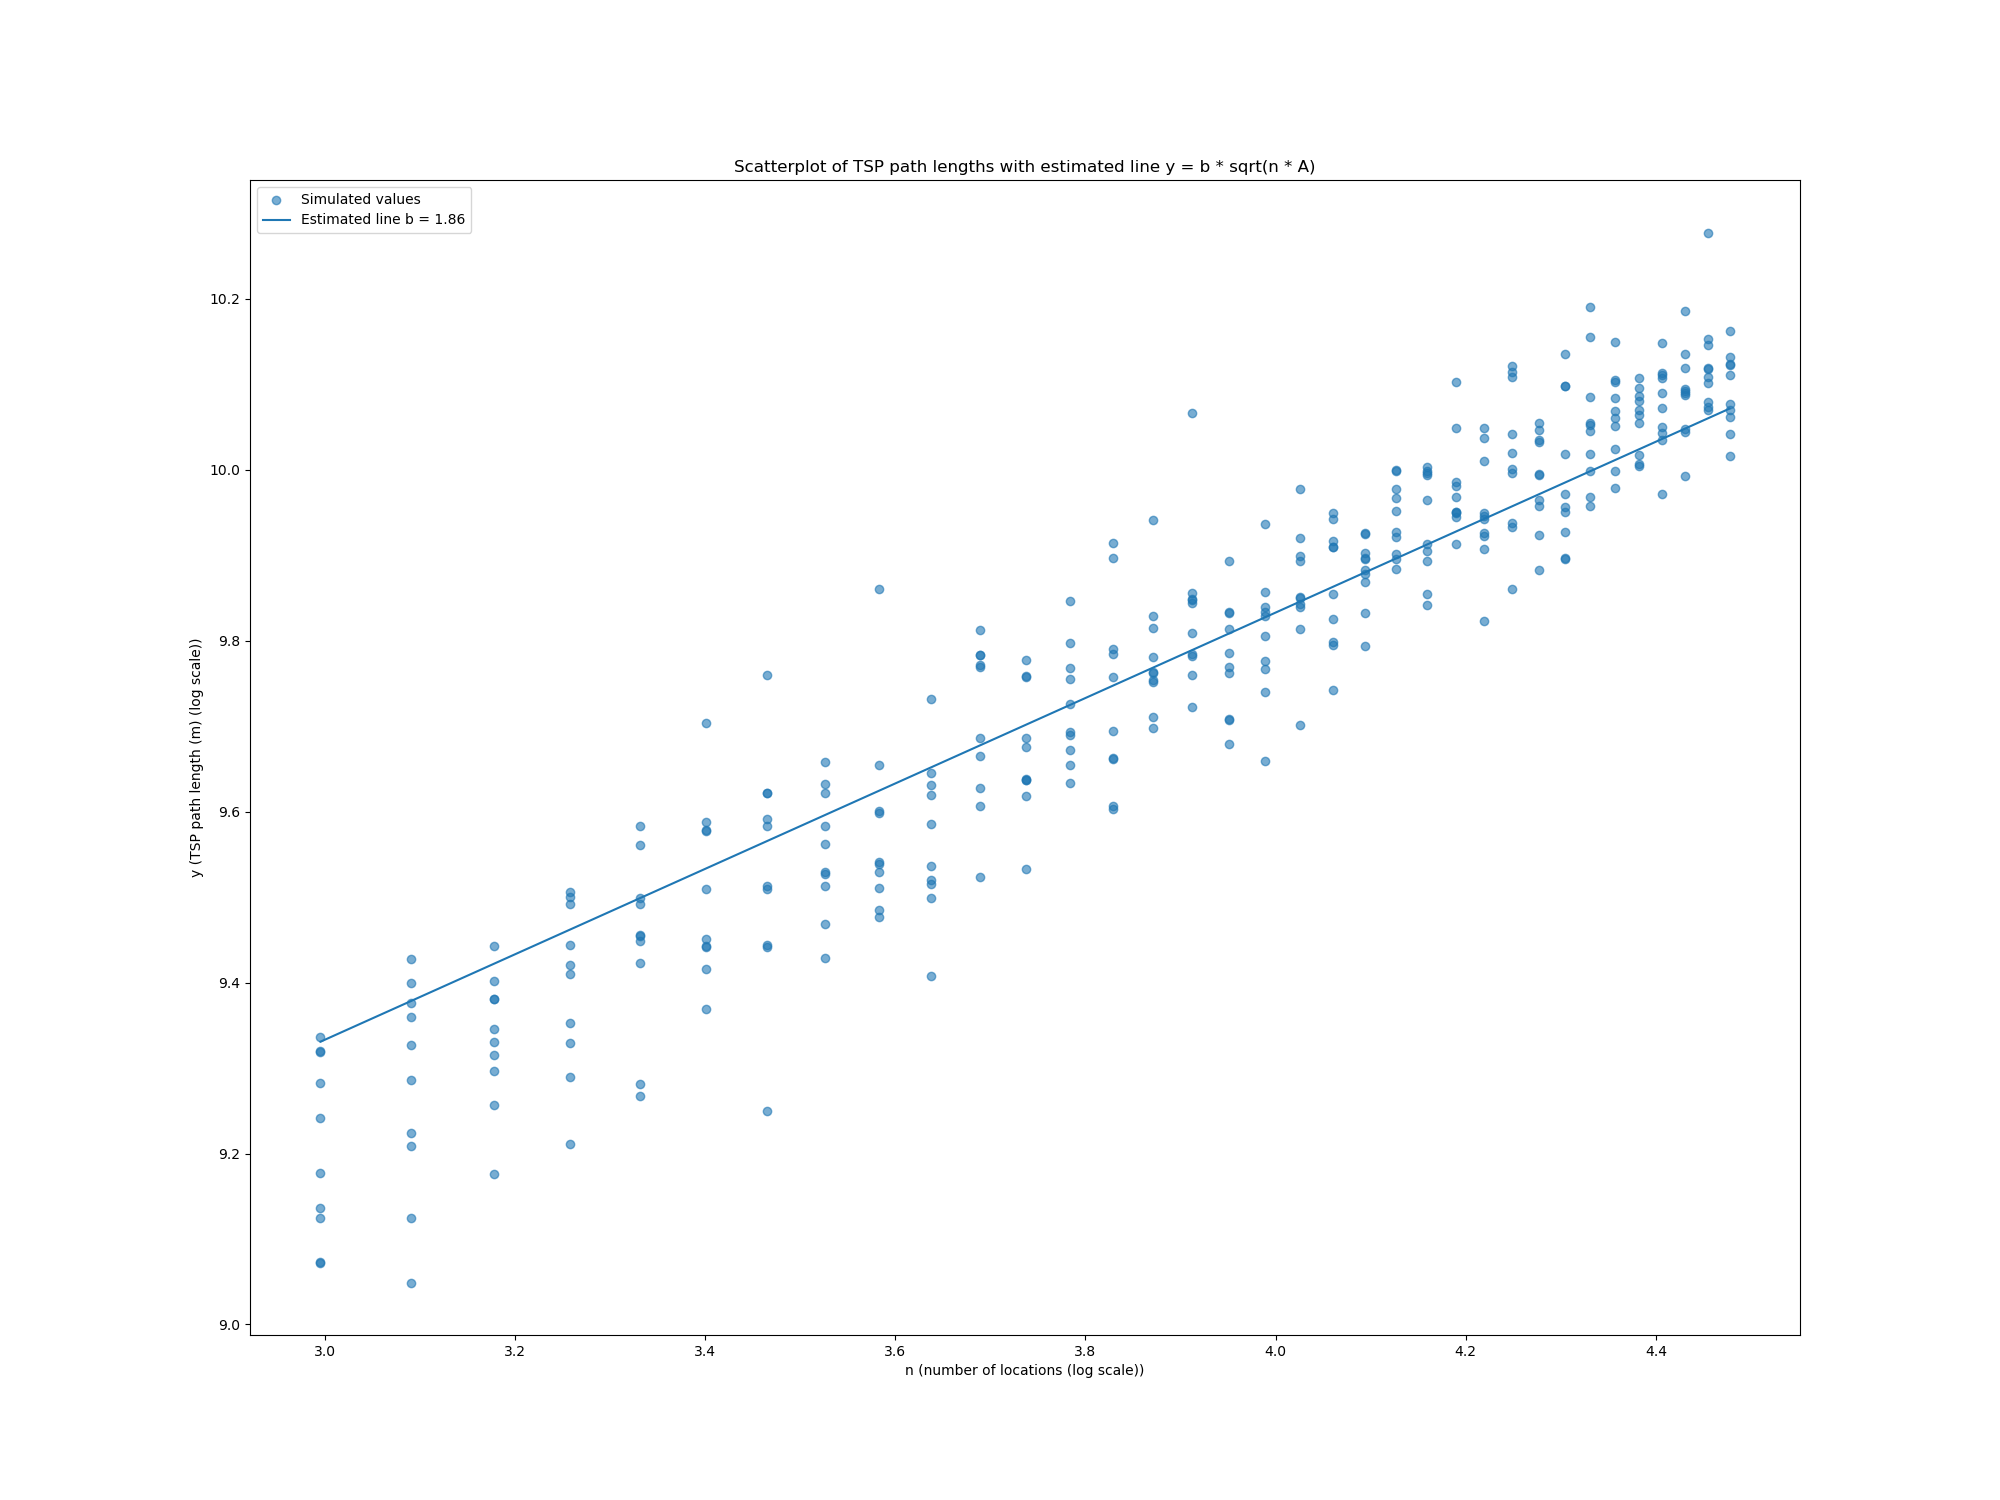 Scatterplot of TSP path lengths with estimated line y = b * sqrt(n * A)
Simulated values
Estimated line b = 1.86
10.2
10.0
9.8
9.6
9.4
9.2
9.0
y (TSP path length (m) (log scale))
3.0 3.2 3.4 3.6 3.8 4.0 4.2 4.4
n (number of locations (log scale))